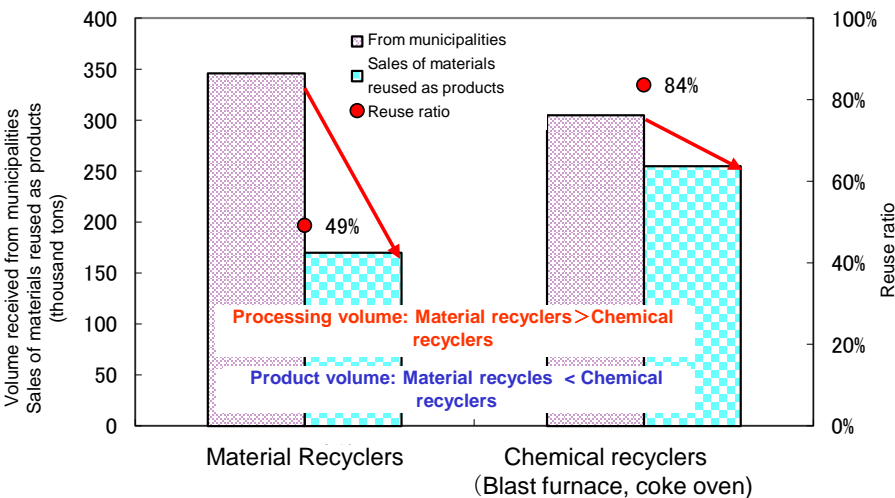 400
350
300
250
200
150
100
50
0
Volume received from municipalities
Sales of materials reused as products
(thousand tons)
From municipalities
Sales of materials
reused as products
Reuse ratio
49%
84%
Processing volume: Material recyclers＞Chemical
recyclers
Product volume: Material recycles < Chemical
recyclers
100%
80%
60%
40%
20%
0%
Reuse ratio
Material Recyclers
Chemical recyclers
（Blast furnace, coke oven)